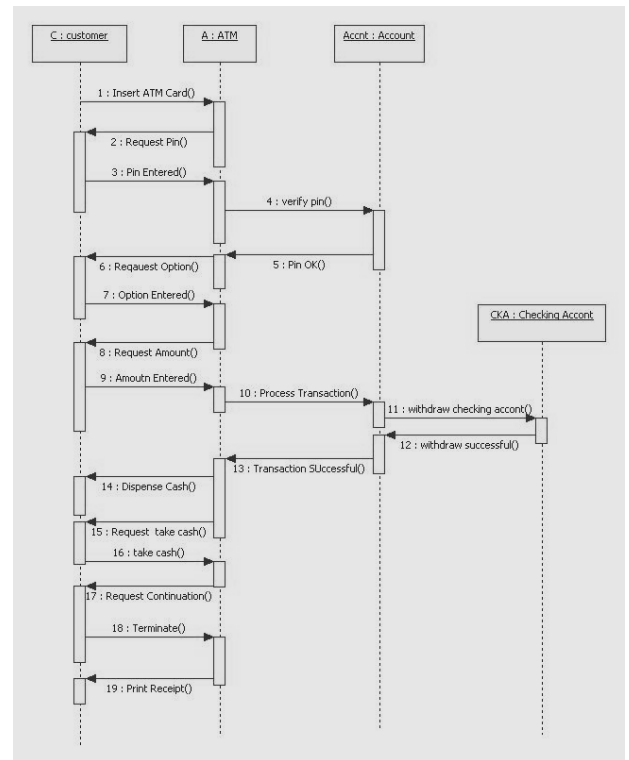 C : customer
A : ATM
Accnt : Account
1 : Insert ATM Card()
2 : Request Pin()
3 : Pin Entered()
4 : verify pin()
5 : Pin OK()
6 : Reqauest Option()
7 : Option Entered()
CKA : Checking Accont
8 : Request Amount()
9 : Amoutn Entered()
10 : Process Transaction()
11 : withdraw checking accont()
12 : withdraw successful()
13 : Transaction SUccessful()
14 : Dispense Cash()
15 : Request take cash()
16 : take cash()
17 : Request Continuation()
18 : Terminate()
19 : Print Receipt()